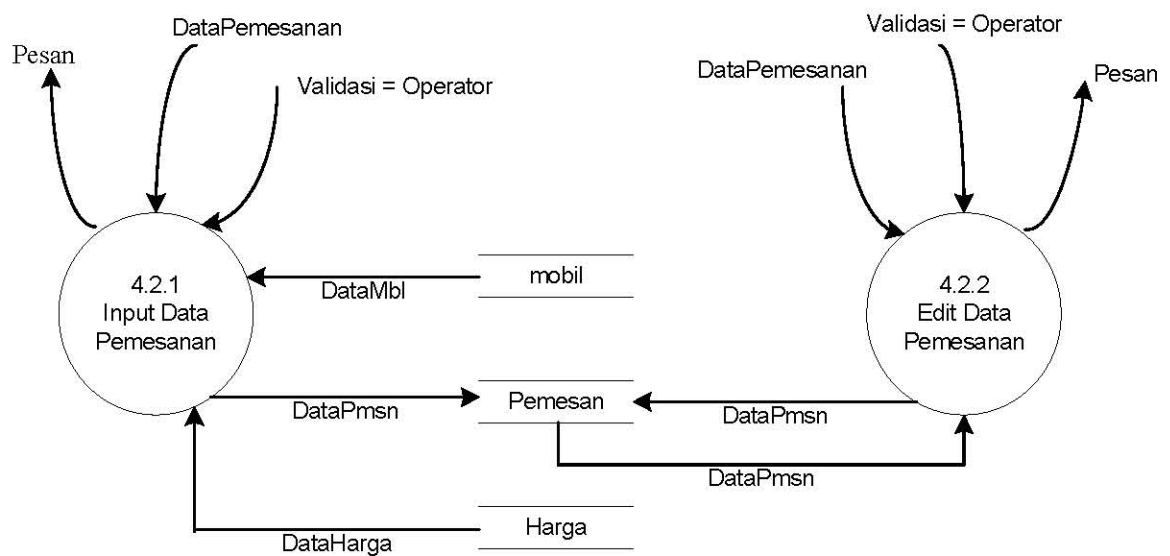 DataPemesanan
Validasi = Operator
Pesan
Validasi = Operator
DataPemesanan
Pesan
4.2.1
Input Data
Pemesanan
DataMbl
mobil
4.2.2
Edit Data
Pemesanan
DataPmsn
Pemesan
DataPmsn
DataPmsn
DataHarga
Harga